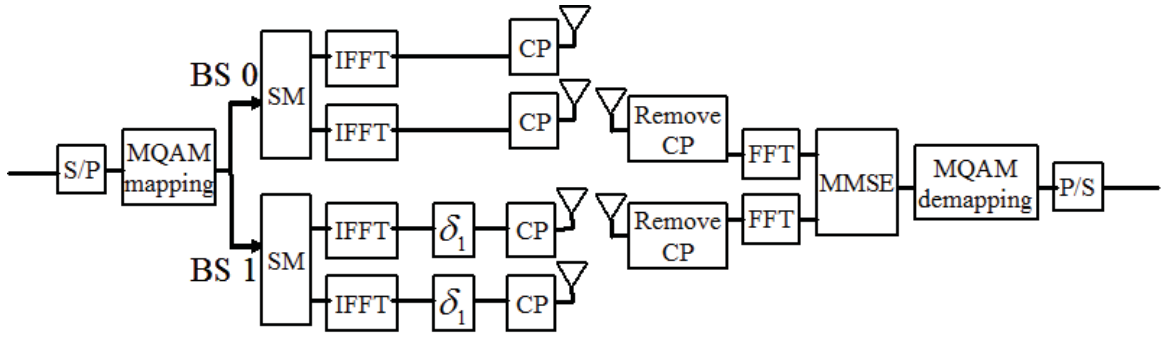 S/P
MQAM
mapping
BS 0
SM
IFFT
CP
IFFT
CP
BS 1
SM
IFFT
δ₁
CP
IFFT
δ₁
CP
Remove
CP
FFT
Remove
CP
FFT
MMSE
MQAM
demapping
P/S